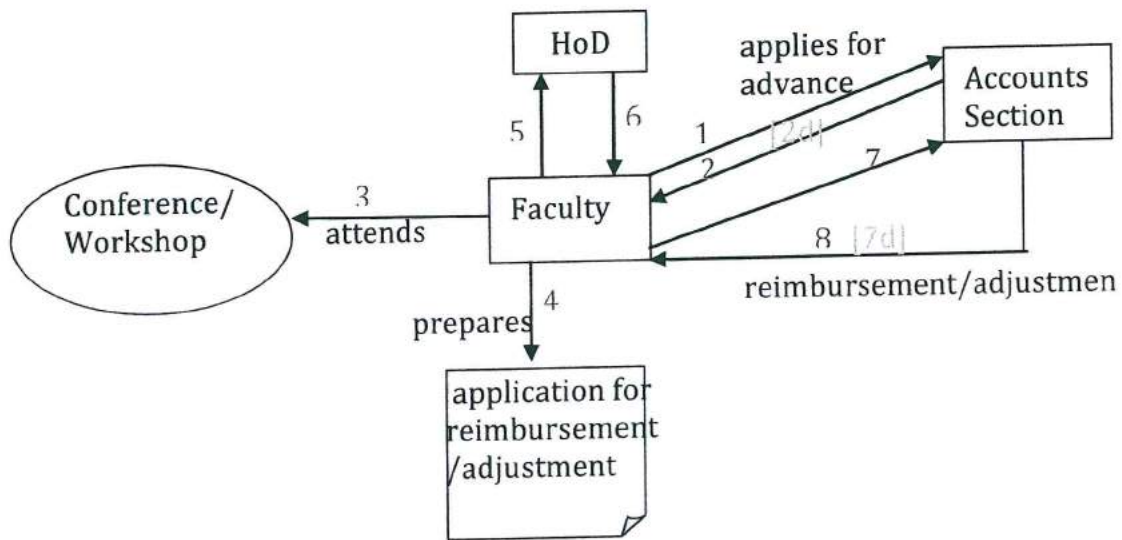 HoD
applies for
advance
Accounts
Section
5
6
1
[2d]
2
7
Conference/
Workshop
3
attends
Faculty
8 [7d]
reimbursement/adjustmen
4
prepares
application for
reimbursement
/adjustment